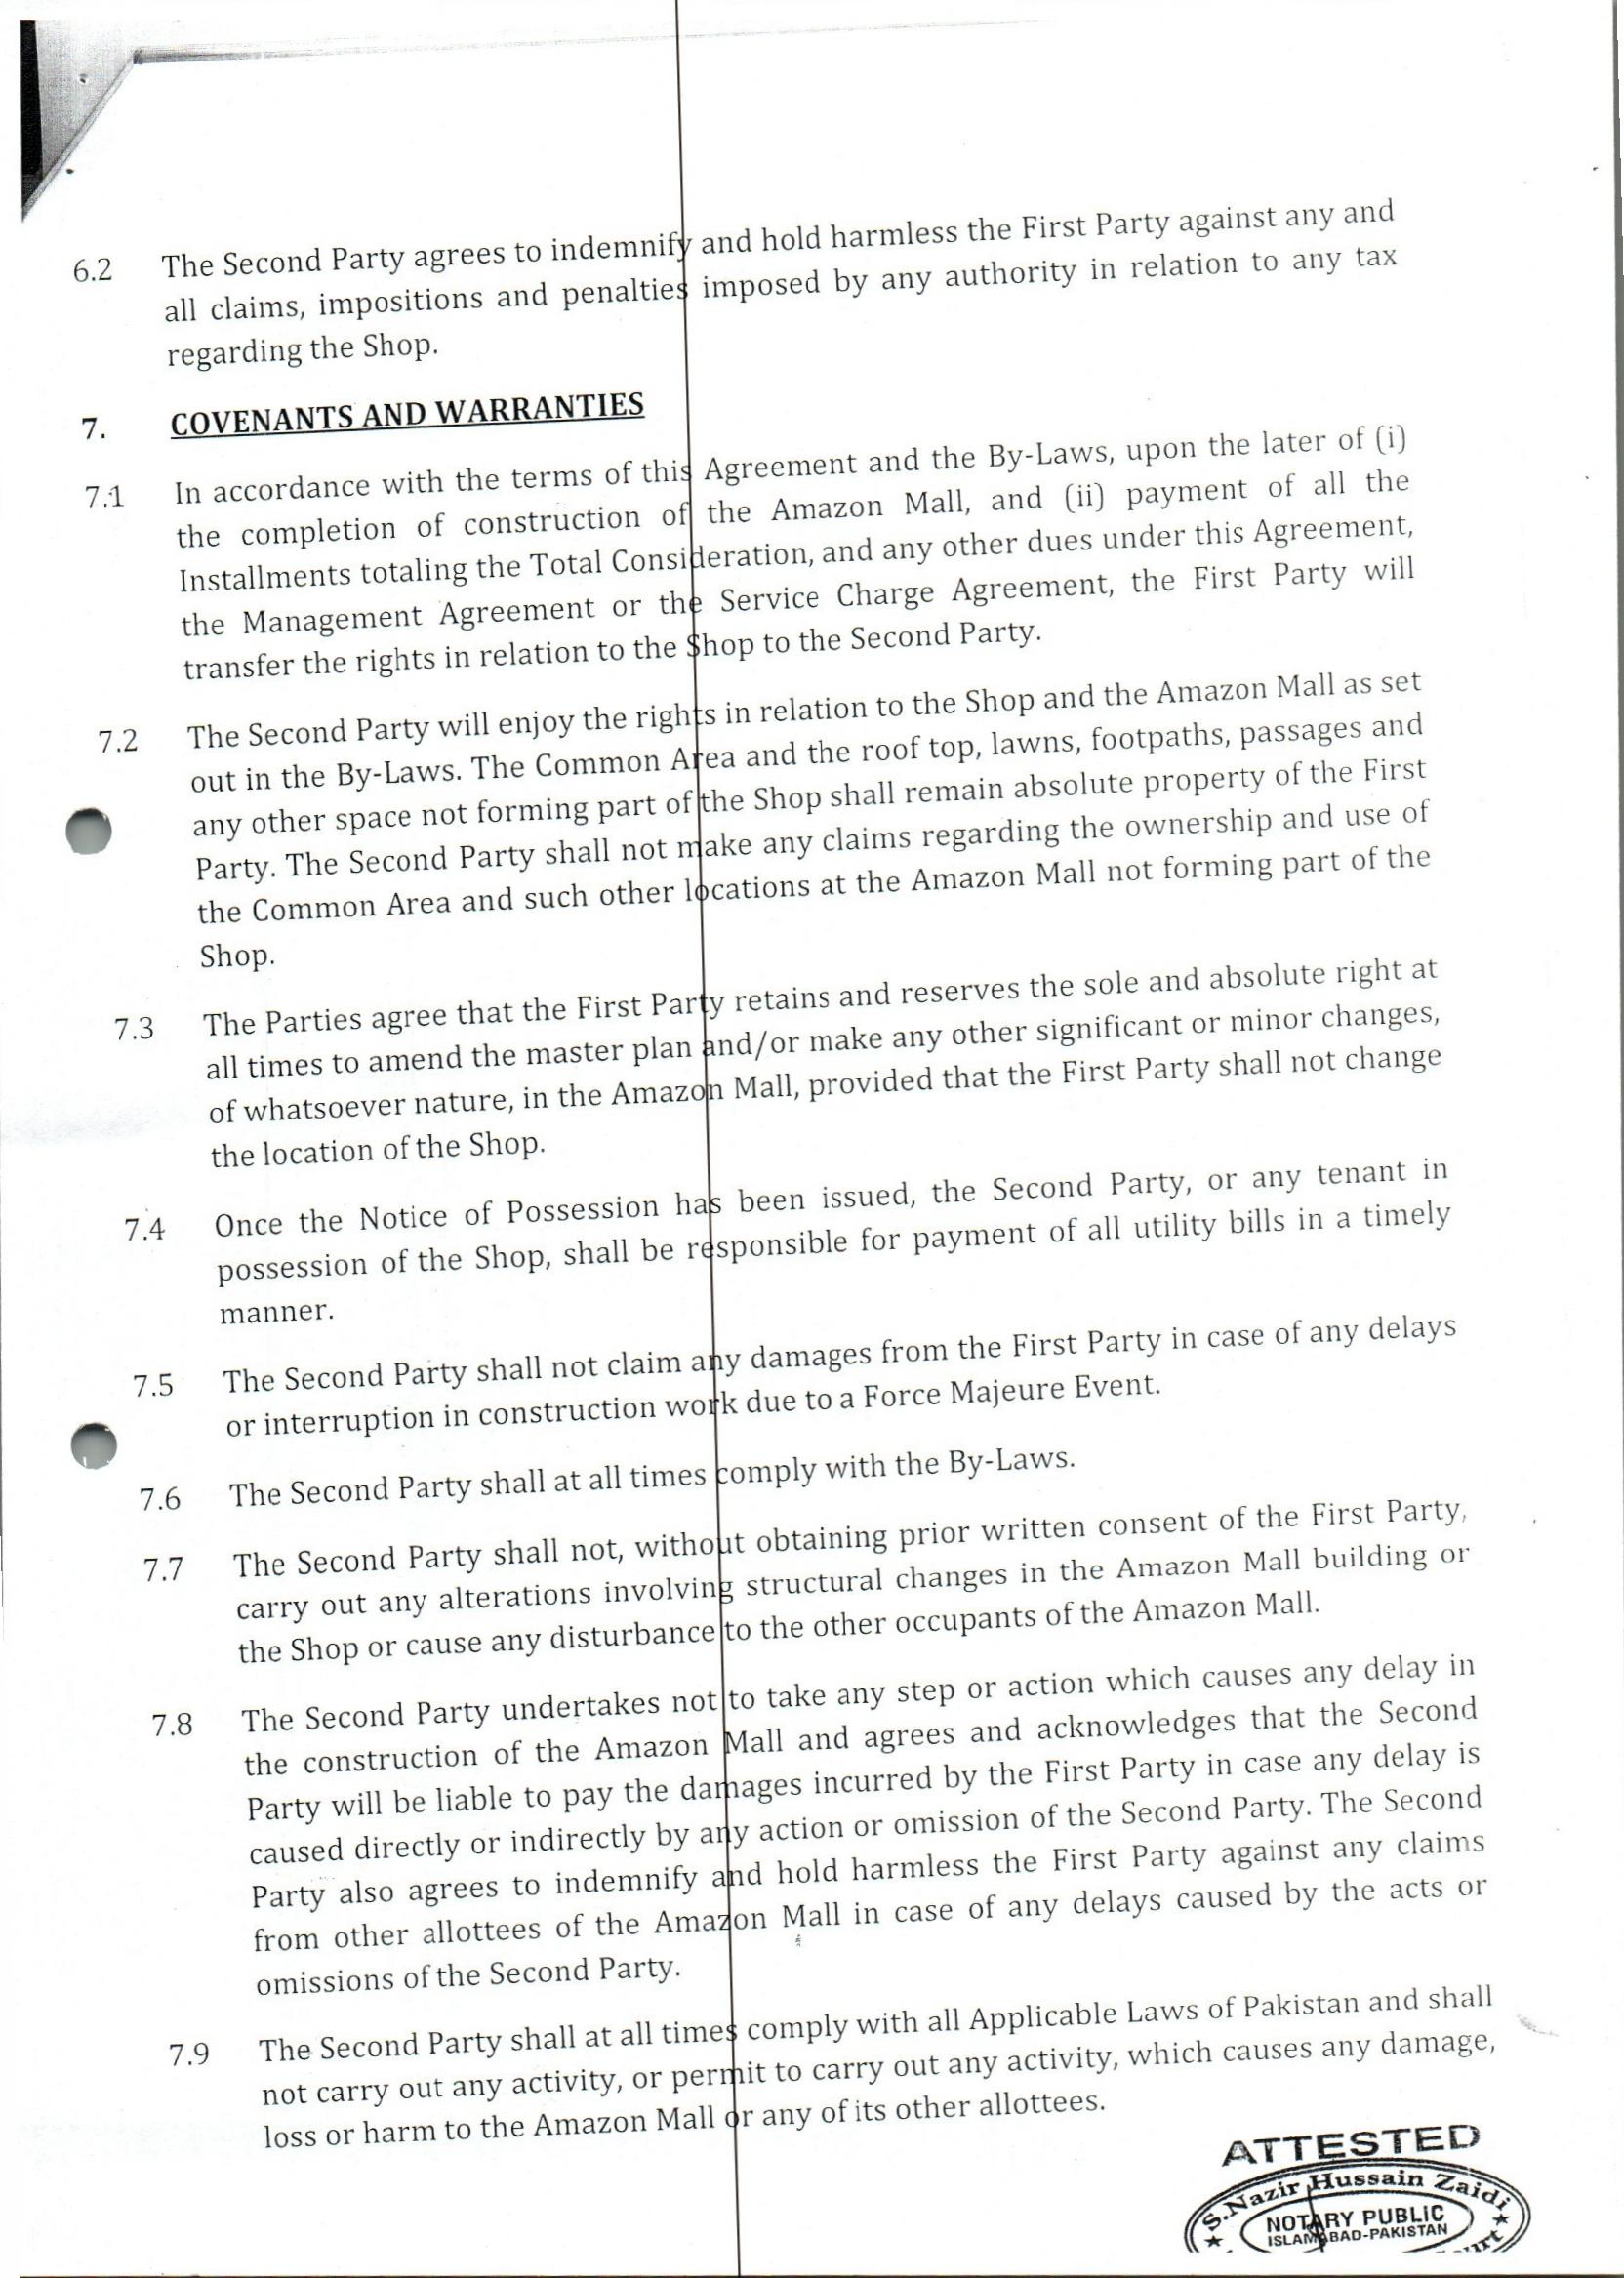 6.2 The Second Party agrees to indemnify and hold harmless the First Party against any and
all claims, impositions and penalties imposed by any authority in relation to any tax
regarding the Shop.
7. COVENANTS AND WARRANTIES
7.1 In accordance with the terms of this Agreement and the By-Laws, upon the later of (i)
the completion of construction of the Amazon Mall, and (ii) payment of all the
Installments totaling the Total Consideration, and any other dues under this Agreement,
the Management Agreement or the Service Charge Agreement, the First Party will
transfer the rights in relation to the Shop to the Second Party.
7.2 The Second Party will enjoy the rights in relation to the Shop and the Amazon Mall as set
out in the By-Laws. The Common Area and the roof top, lawns, footpaths, passages and
any other space not forming part of the Shop shall remain absolute property of the First
Party. The Second Party shall not make any claims regarding the ownership and use of
the Common Area and such other locations at the Amazon Mall not forming part of the
Shop.
7.3 The Parties agree that the First Party retains and reserves the sole and absolute right at
all times to amend the master plan and/or make any other significant or minor changes,
of whatsoever nature, in the Amazon Mall, provided that the First Party shall not change
the location of the Shop.
7.4 Once the Notice of Possession has been issued, the Second Party, or any tenant in
possession of the Shop, shall be responsible for payment of all utility bills in a timely
manner.
7.5 The Second Party shall not claim any damages from the First Party in case of any delays
or interruption in construction work due to a Force Majeure Event.
7.6 The Second Party shall at all times comply with the By-Laws.
7.7 The Second Party shall not, without obtaining prior written consent of the First Party,
carry out any alterations involving structural changes in the Amazon Mall building or
the Shop or cause any disturbance to the other occupants of the Amazon Mall.
7.8 The Second Party undertakes not to take any step or action which causes any delay in
the construction of the Amazon Mall and agrees and acknowledges that the Second
Party will be liable to pay the damages incurred by the First Party in case any delay is
caused directly or indirectly by any action or omission of the Second Party. The Second
Party also agrees to indemnify and hold harmless the First Party against any claims
from other allottees of the Amazon Mall in case of any delays caused by the acts or
omissions of the Second Party.
7.9 The Second Party shall at all times comply with all Applicable Laws of Pakistan and shall
not carry out any activity, or permit to carry out any activity, which causes any damage,
loss or harm to the Amazon Mall or any of its other allottees.
ATTESTED
S.Nazir Hussain Zaidi
NOTARY PUBLIC
ISLAMABAD-PAKISTAN